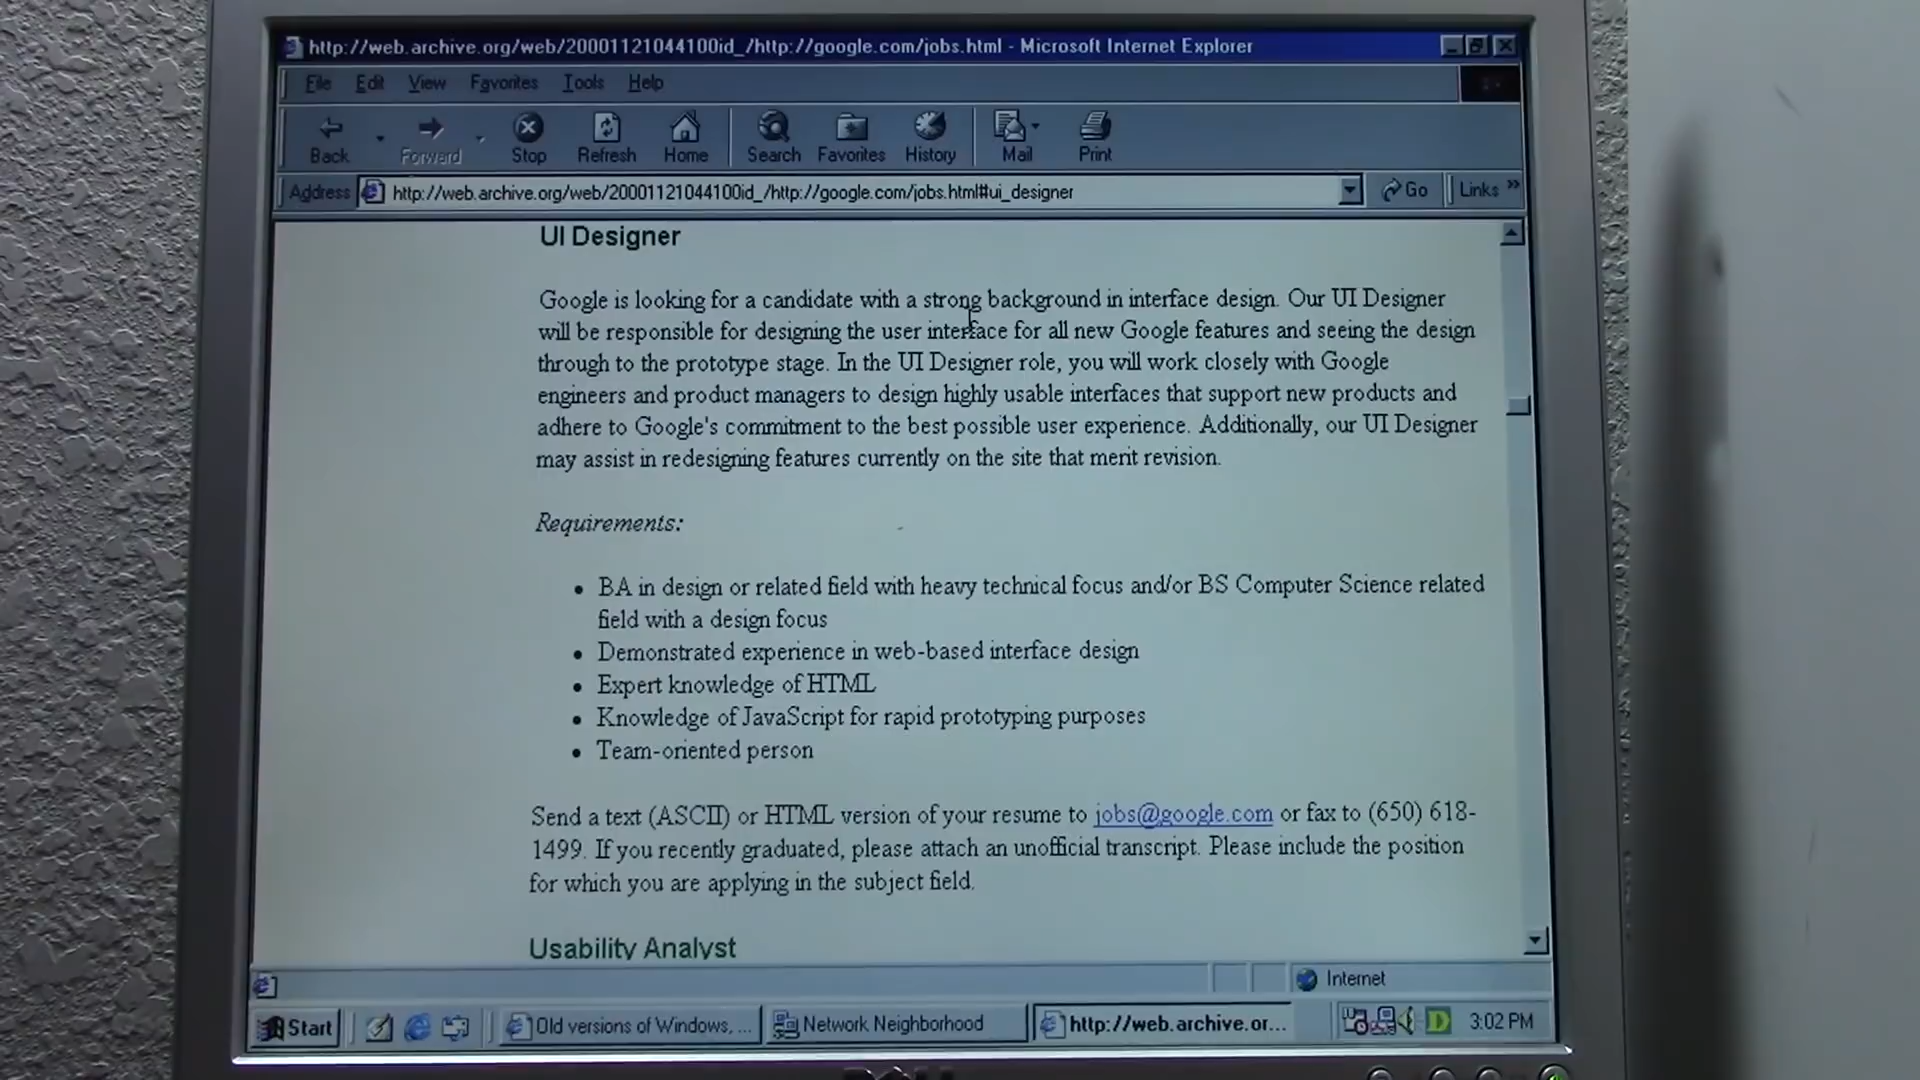 http://web.archive.org/web/20001121044100id_/http://google.com/jobs.html - Microsoft Internet Explorer
File Edit View Favorites Tools Help
Back Forward Stop Refresh Home Search Favorites History Mail Print
Address http://web.archive.org/web/20001121044100id_/http://google.com/jobs.html#ui_designer Go Links »
UI Designer
Google is looking for a candidate with a strong background in interface design. Our UI Designer
will be responsible for designing the user interface for all new Google features and seeing the design
through to the prototype stage. In the UI Designer role, you will work closely with Google
engineers and product managers to design highly usable interfaces that support new products and
adhere to Google's commitment to the best possible user experience. Additionally, our UI Designer
may assist in redesigning features currently on the site that merit revision.
Requirements:
• BA in design or related field with heavy technical focus and/or BS Computer Science related
field with a design focus
• Demonstrated experience in web-based interface design
• Expert knowledge of HTML
• Knowledge of JavaScript for rapid prototyping purposes
• Team-oriented person
Send a text (ASCII) or HTML version of your resume to jobs@google.com or fax to (650) 618-
1499. If you recently graduated, please attach an unofficial transcript. Please include the position
for which you are applying in the subject field.
Usability Analyst
Internet
Start Old versions of Windows, ... Network Neighborhood http://web.archive.or... D 3:02 PM